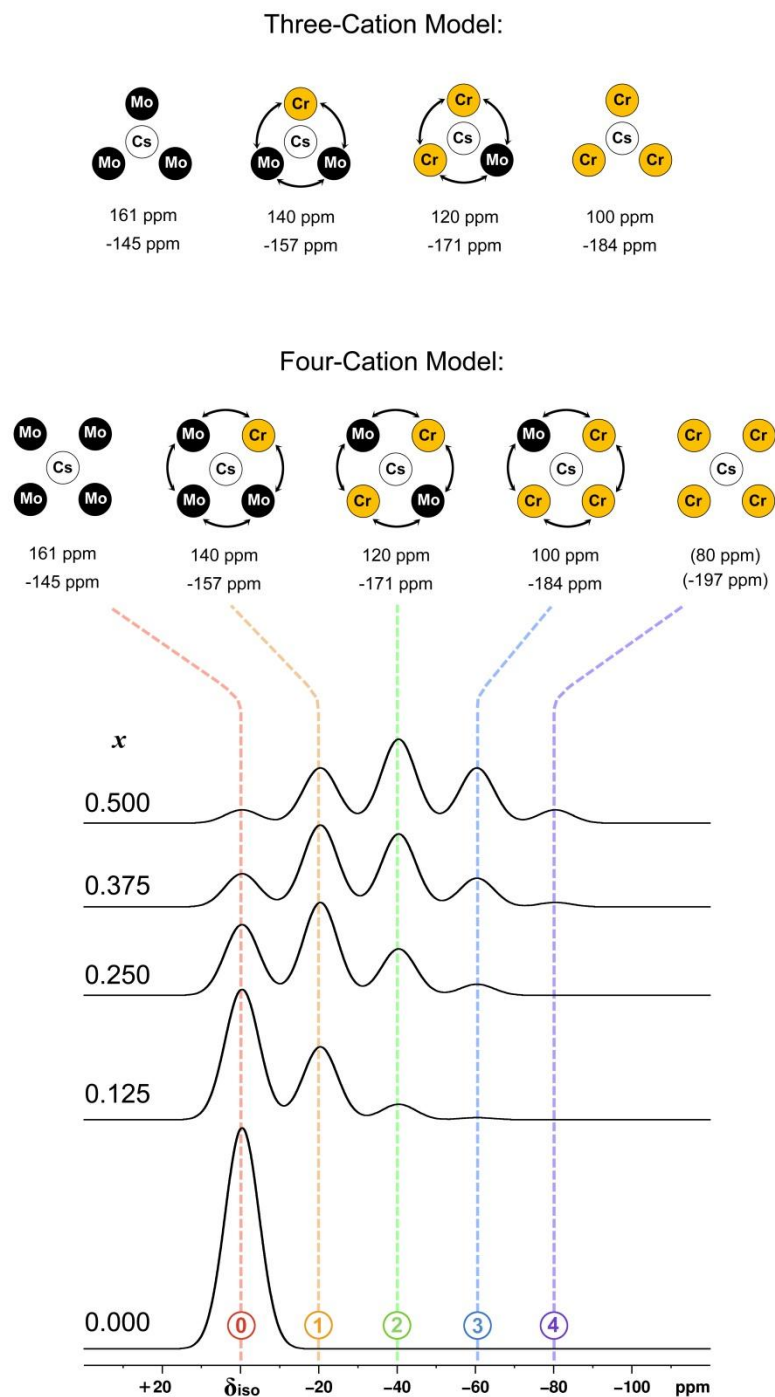 Three-Cation Model:
Mo Cr Cr Cr
Cs Cs Cs Cs
Mo Mo Mo Mo Cr Mo Cr Cr
161 ppm 140 ppm 120 ppm 100 ppm
-145 ppm -157 ppm -171 ppm -184 ppm
Four-Cation Model:
Mo Mo Mo Cr Mo Cr Mo Cr Cr Cr
Cs Cs Cs Cs Cs
Mo Mo Mo Mo Cr Mo Cr Cr Cr Cr
161 ppm 140 ppm 120 ppm 100 ppm (80 ppm)
-145 ppm -157 ppm -171 ppm -184 ppm (-197 ppm)
x
0.500
0.375
0.250
0.125
0.000 0 1 2 3 4
+20 δiso −20 −40 −60 −80 −100 ppm